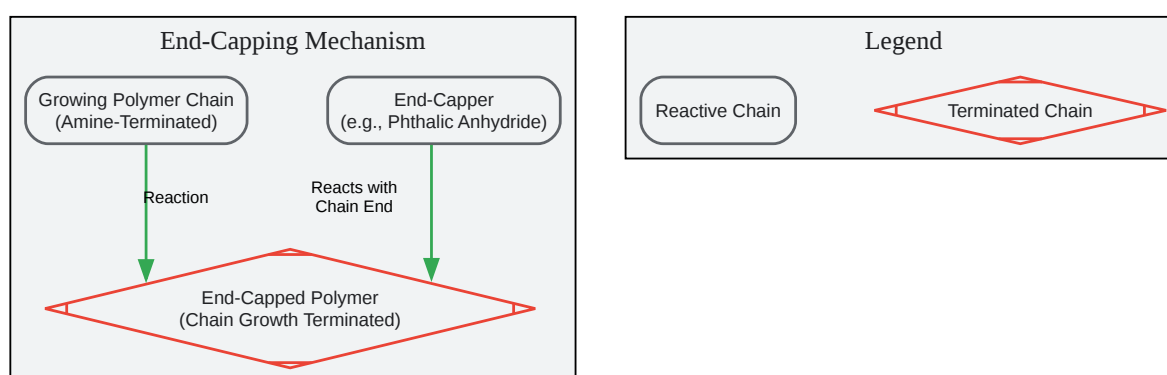 End-Capping Mechanism
Growing Polymer Chain
(Amine-Terminated)
End-Capper
(e.g., Phthalic Anhydride)
Reaction
Reacts with
Chain End
End-Capped Polymer
(Chain Growth Terminated)
Legend
Reactive Chain
Terminated Chain